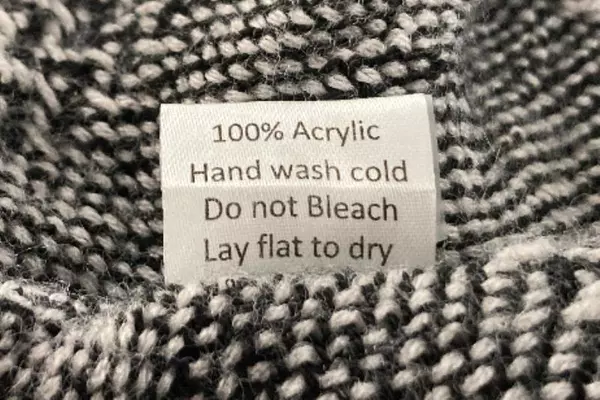 100% Acrylic
Hand wash cold
Do not Bleach
Lay flat to dry